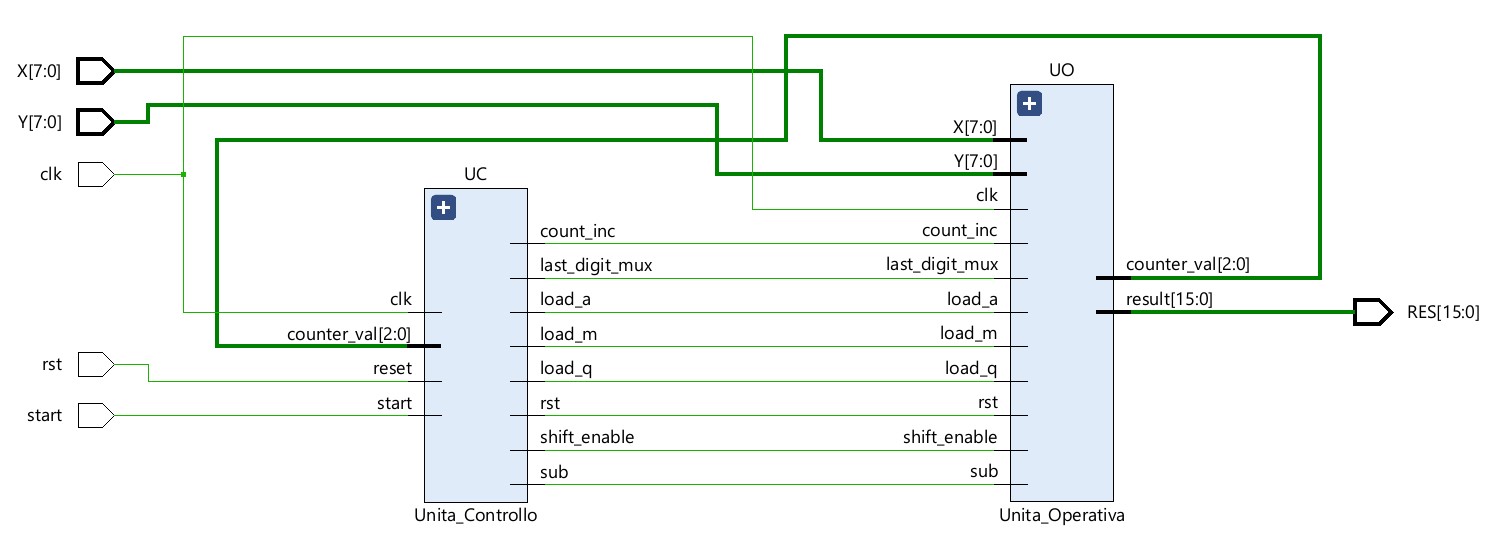 X[7:0]
Y[7:0]
clk
rst
start
UC
clk
counter_val[2:0]
reset
start
count_inc
last_digit_mux
load_a
load_m
load_q
rst
shift_enable
sub
Unita_Controllo
UO
X[7:0]
Y[7:0]
clk
count_inc
last_digit_mux
load_a
load_m
load_q
rst
shift_enable
sub
counter_val[2:0]
result[15:0]
Unita_Operativa
RES[15:0]